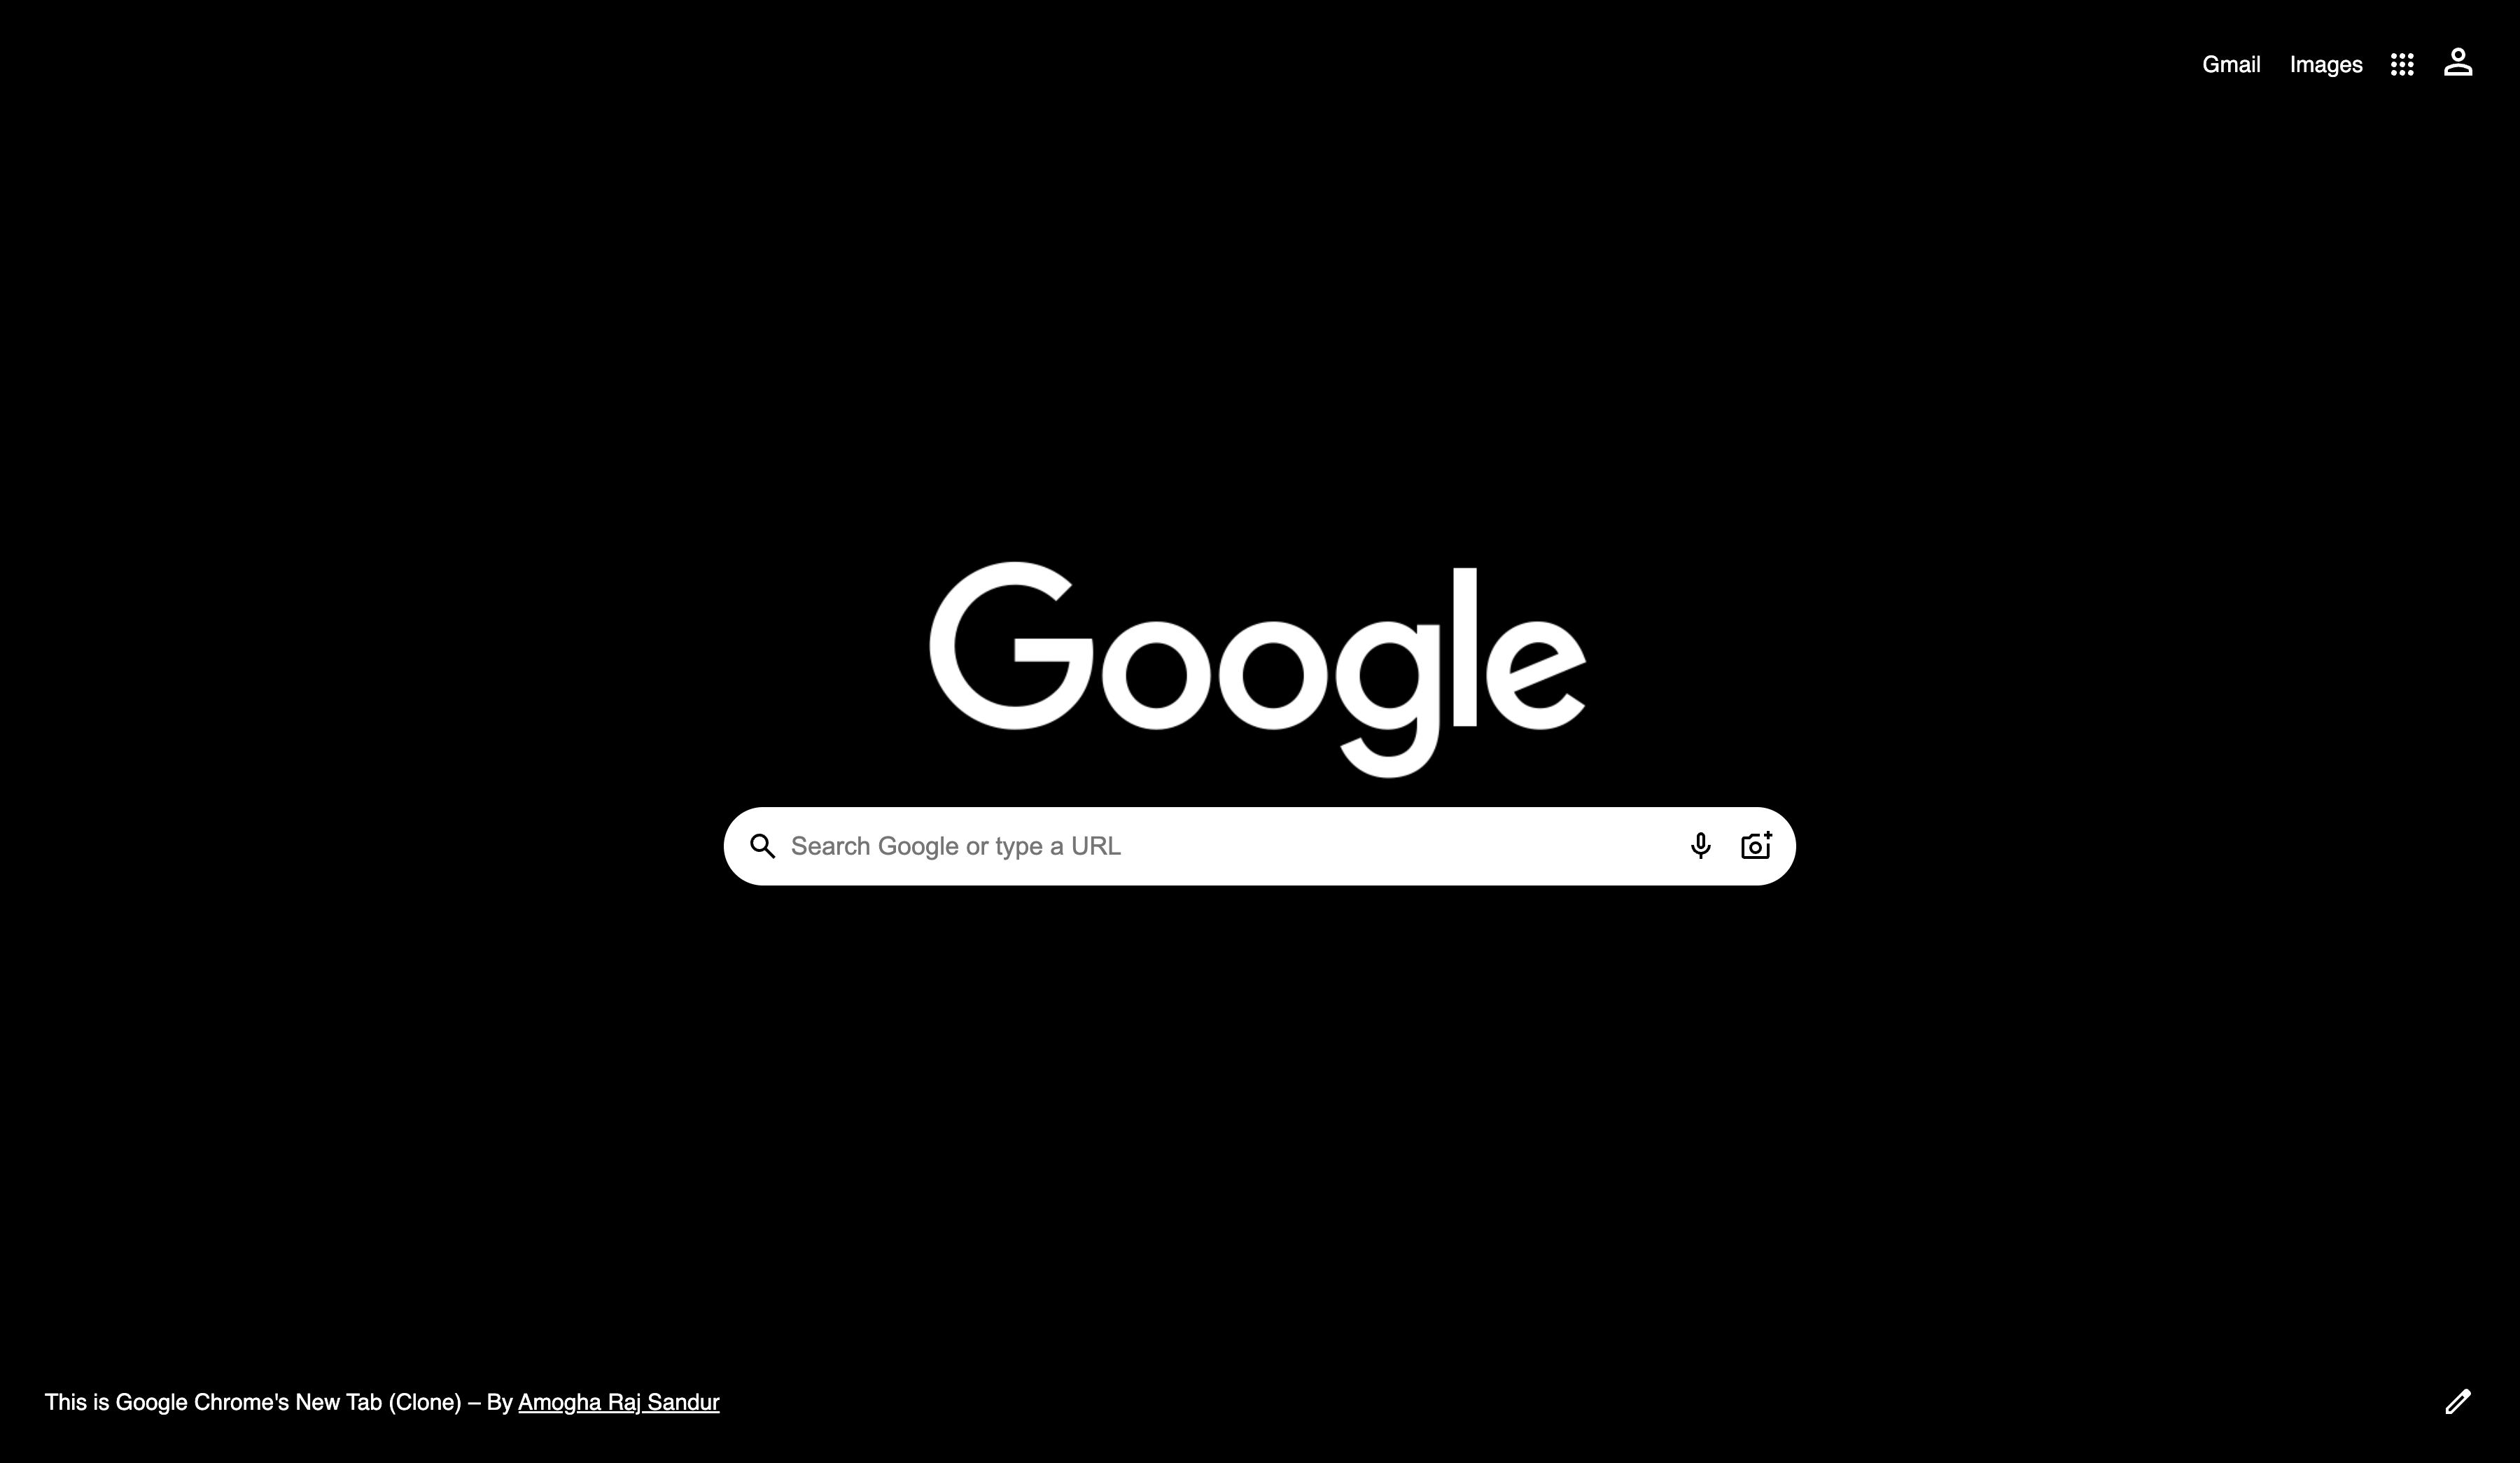 Gmail Images
Google
Search Google or type a URL
This is Google Chrome's New Tab (Clone) – By Amogha Raj Sandur